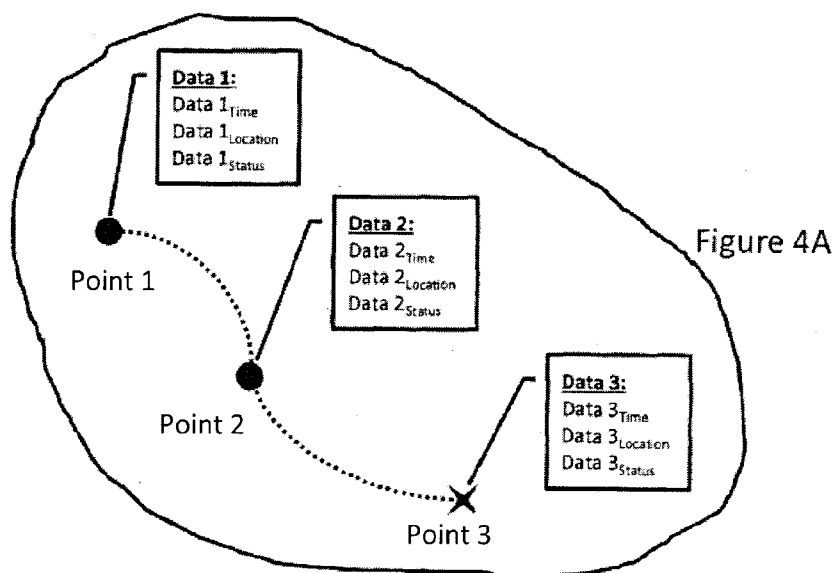 Data 1:
Data 1Time
Data 1Location
Data 1Status
Point 1
Data 2:
Data 2Time
Data 2Location
Data 2Status
Figure 4A
Point 2
Data 3:
Data 3Time
Data 3Location
Data 3Status
Point 3